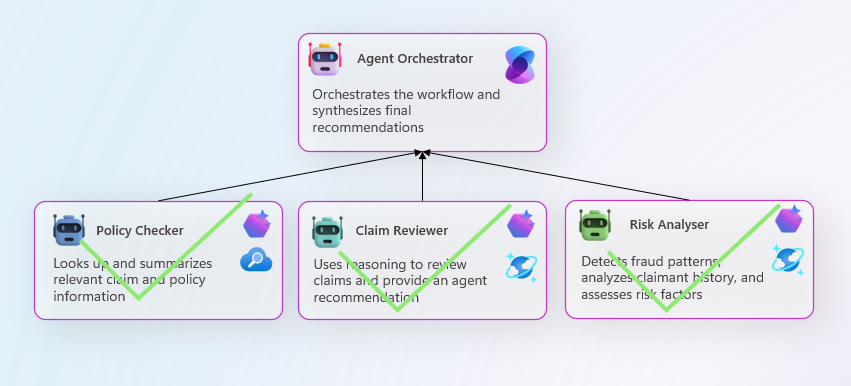 Agent Orchestrator
Orchestrates the workflow and
synthesizes final
recommendations
Policy Checker
Looks up and summarizes
relevant claim and policy
information
Claim Reviewer
Uses reasoning to review
claims and provide an agent
recommendation
Risk Analyser
Detects fraud patterns,
analyzes claimant history, and
assesses risk factors